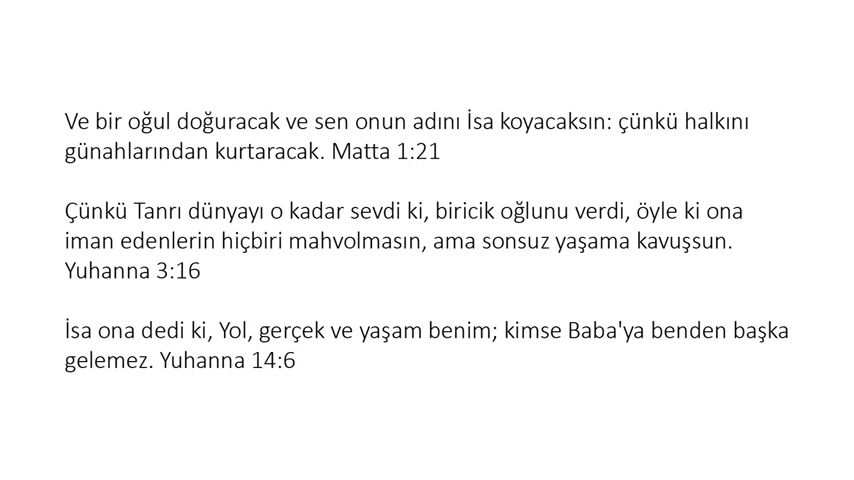 Ve bir oğul doğuracak ve sen onun adını İsa koyacaksın: çünkü halkını
günahlarından kurtaracak. Matta 1:21
Çünkü Tanrı dünyayı o kadar sevdi ki, biricik oğlunu verdi, öyle ki ona
iman edenlerin hiçbiri mahvolmasın, ama sonsuz yaşama kavuşsun.
Yuhanna 3:16
İsa ona dedi ki, Yol, gerçek ve yaşam benim; kimse Baba'ya benden başka
gelemez. Yuhanna 14:6